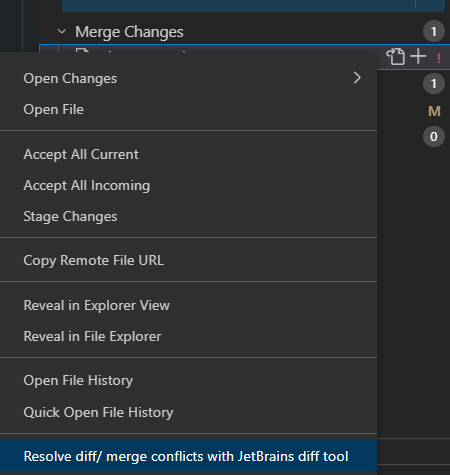 Merge Changes 1
!
Open Changes
1
Open File
M
0
Accept All Current
Accept All Incoming
Stage Changes
Copy Remote File URL
Reveal in Explorer View
Reveal in File Explorer
Open File History
Quick Open File History
Resolve diff/ merge conflicts with JetBrains diff tool